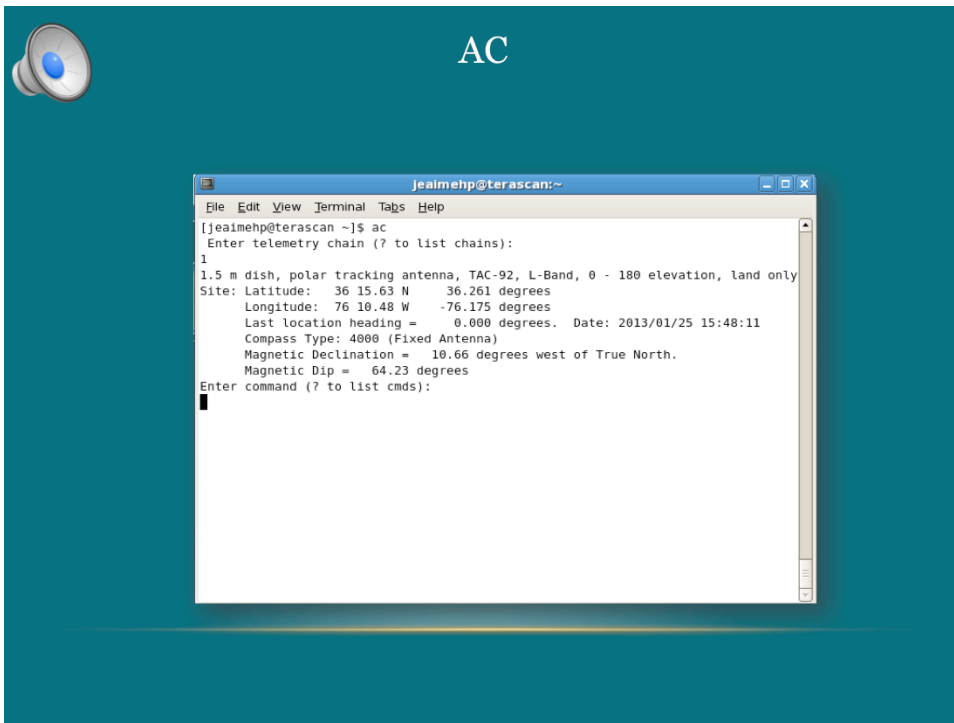 AC
jeaimehp@terascan:~
File Edit View Terminal Tabs Help
[jeaimehp@terascan ~]$ ac
Enter telemetry chain (? to list chains):
1
1.5 m dish, polar tracking antenna, TAC-92, L-Band, 0 - 180 elevation, land only
Site: Latitude: 36 15.63 N 36.261 degrees
Longitude: 76 10.48 W -76.175 degrees
Last location heading = 0.000 degrees. Date: 2013/01/25 15:48:11
Compass Type: 4000 (Fixed Antenna)
Magnetic Declination = 10.66 degrees west of True North.
Magnetic Dip = 64.23 degrees
Enter command (? to list cmds):